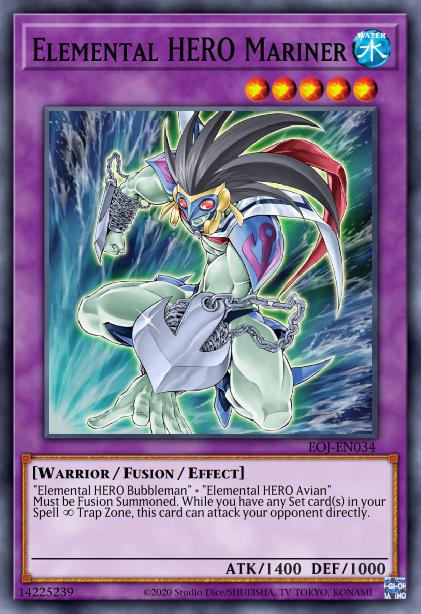 ELEMENTAL HERO MARINER
WATER
水
EOJ-EN034
[WARRIOR / FUSION / EFFECT]
"Elemental HERO Bubbleman" + "Elemental HERO Avian"
Must be Fusion Summoned. While you have any Set card(s) in your
Spell ∞ Trap Zone, this card can attack your opponent directly.
ATK/1400 DEF/1000
14225239
©2020 Studio Dice/SHUEISHA, TV TOKYO, KONAMI